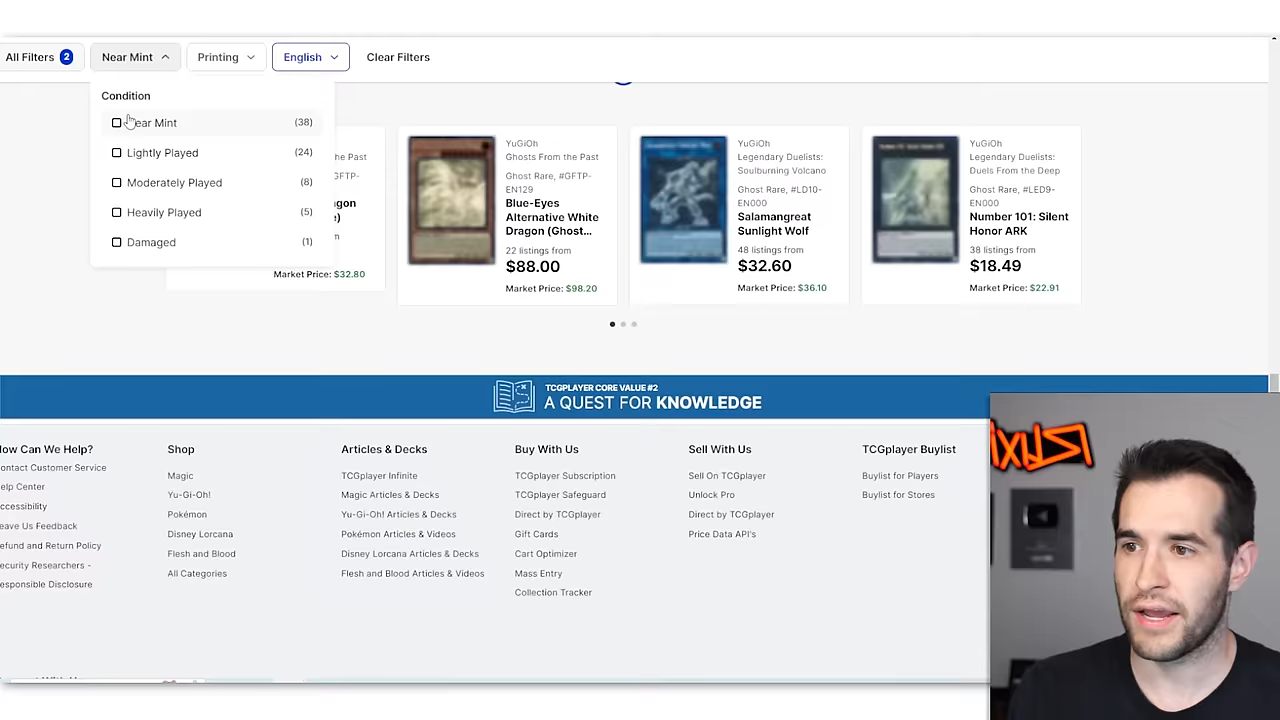 All Filters 2
Near Mint
Printing
English
Clear Filters
Condition
ear Mint (38)
Lightly Played (24)
Moderately Played (8)
Heavily Played (5)
Damaged (1)
he Past
GFTP-
gon
e)
m
Market Price: $32.80
YuGiOh
Ghosts From the Past
Ghost Rare, #GFTP-
EN129
Blue-Eyes
Alternative White
Dragon (Ghost...
22 listings from
$88.00
Market Price: $98.20
YuGiOh
Legendary Duelists:
Soulburning Volcano
Ghost Rare, #LD10-
EN000
Salamangreat
Sunlight Wolf
48 listings from
$32.60
Market Price: $36.10
YuGiOh
Legendary Duelists:
Duels From the Deep
Ghost Rare, #LED9-
EN000
Number 101: Silent
Honor ARK
38 listings from
$18.49
Market Price: $22.91
TCGPLAYER CORE VALUE #2
A QUEST FOR KNOWLEDGE
ow Can We Help?
ontact Customer Service
elp Center
ccessibility
eave Us Feedback
efund and Return Policy
ecurity Researchers -
esponsible Disclosure
Shop
Magic
Yu-Gi-Oh!
Pokémon
Disney Lorcana
Flesh and Blood
All Categories
Articles & Decks
TCGplayer Infinite
Magic Articles & Decks
Yu-Gi-Oh! Articles & Decks
Pokémon Articles & Videos
Disney Lorcana Articles & Decks
Flesh and Blood Articles & Videos
Buy With Us
TCGplayer Subscription
TCGplayer Safeguard
Direct by TCGplayer
Gift Cards
Cart Optimizer
Mass Entry
Collection Tracker
Sell With Us
Sell On TCGplayer
Unlock Pro
Direct by TCGplayer
Price Data API's
TCGplayer Buylist
Buylist for Players
Buylist for Stores